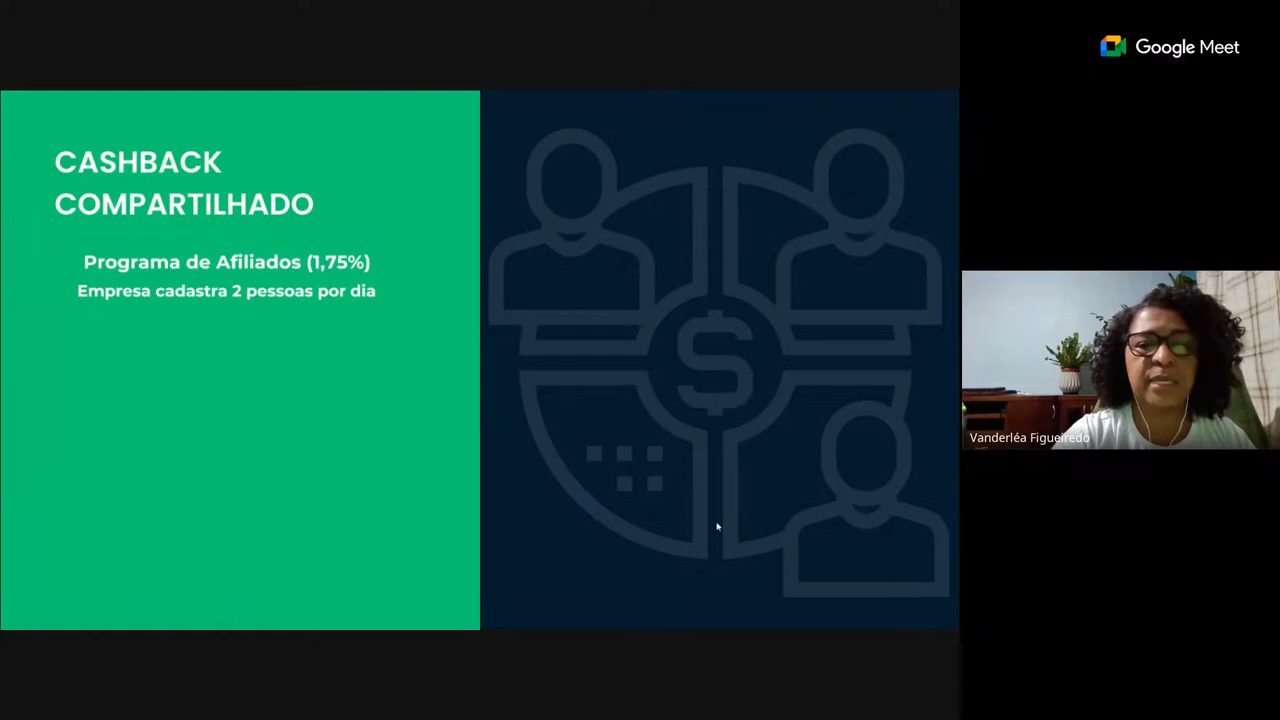 CASHBACK
COMPARTILHADO
Programa de Afiliados (1,75%)
Empresa cadastra 2 pessoas por dia
$
Google Meet
Vanderléa Figueiredo